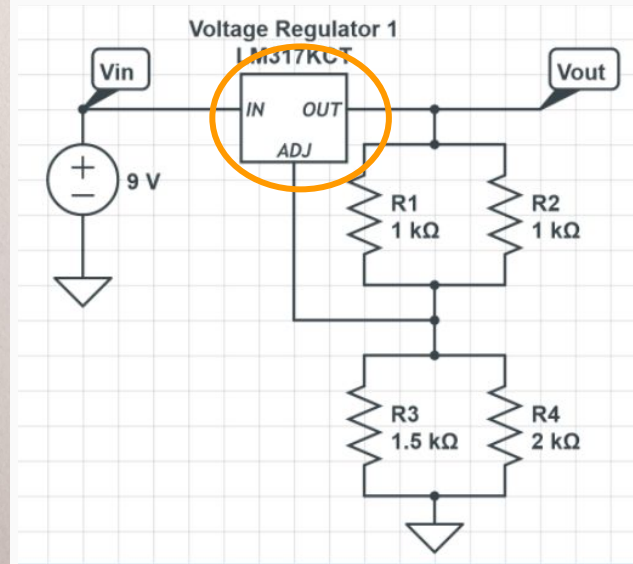 Voltage Regulator 1
LM317KCT
Vin
Vout
IN OUT
ADJ
+
9 V
R1
1 kΩ
R2
1 kΩ
R3
1.5 kΩ
R4
2 kΩ